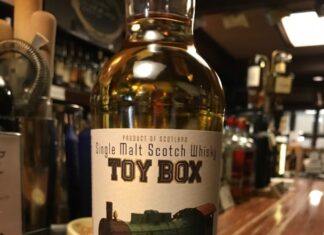 PRODUCT OF SCOTLAND
Single Malt Scotch Whisky
TOY BOX